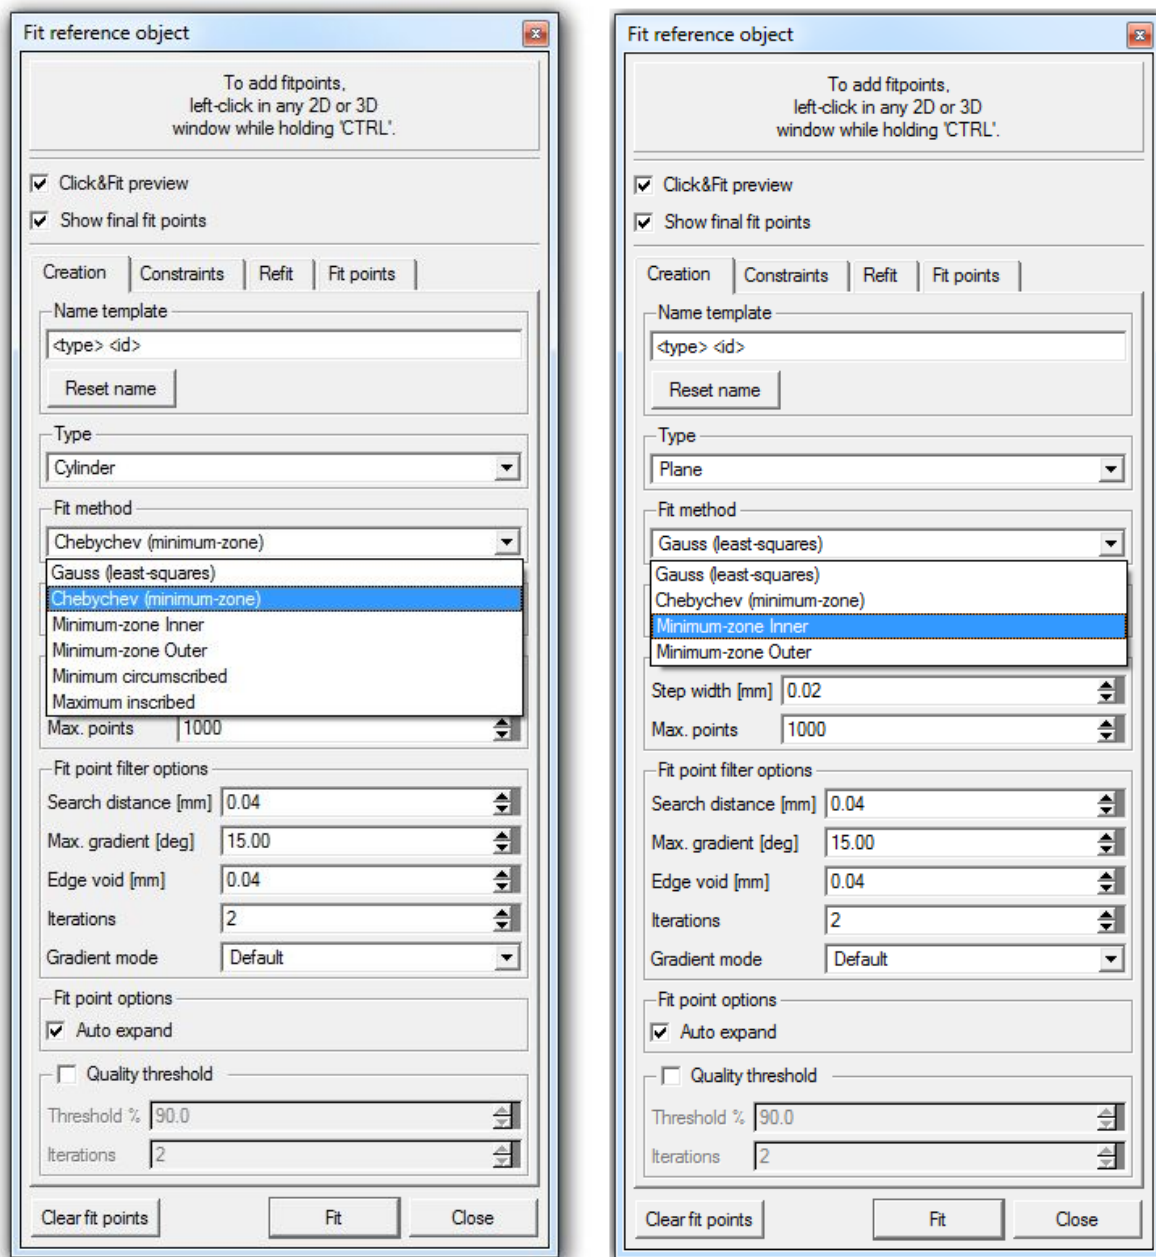 Fit reference object
To add fitpoints,
left-click in any 2D or 3D
window while holding 'CTRL'.
Click&Fit preview
Show final fit points
Creation Constraints Refit Fit points
Name template
<type> <id>
Reset name
Type
Cylinder
Fit method
Chebychev (minimum-zone)
Gauss (least-squares)
Chebychev (minimum-zone)
Minimum-zone Inner
Minimum-zone Outer
Minimum circumscribed
Maximum inscribed
Max. points 1000
Fit point filter options
Search distance [mm] 0.04
Max. gradient [deg] 15.00
Edge void [mm] 0.04
Iterations 2
Gradient mode Default
Fit point options
Auto expand
Quality threshold
Threshold % 90.0
Iterations 2
Clear fit points Fit Close
Fit reference object
To add fitpoints,
left-click in any 2D or 3D
window while holding 'CTRL'.
Click&Fit preview
Show final fit points
Creation Constraints Refit Fit points
Name template
<type> <id>
Reset name
Type
Plane
Fit method
Gauss (least-squares)
Gauss (least-squares)
Chebychev (minimum-zone)
Minimum-zone Inner
Minimum-zone Outer
Step width [mm] 0.02
Max. points 1000
Fit point filter options
Search distance [mm] 0.04
Max. gradient [deg] 15.00
Edge void [mm] 0.04
Iterations 2
Gradient mode Default
Fit point options
Auto expand
Quality threshold
Threshold % 90.0
Iterations 2
Clear fit points Fit Close